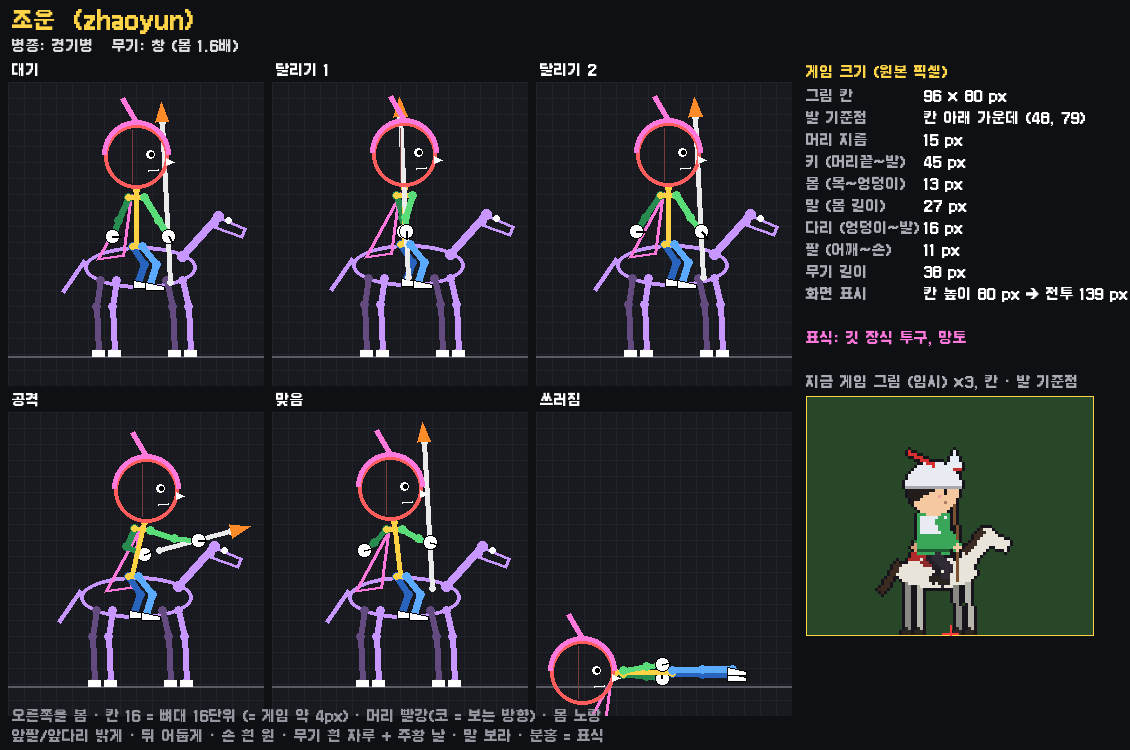 조운 (zhaoyun)
병종: 경기병 무기: 창 (몸 1.6배)
대기
달리기 1
달리기 2
게임 크기 (원본 픽셀)
그림 칸 96 × 80 px
발 기준점 칸 아래 가운데 (48, 79)
머리 지름 15 px
키 (머리끝~발) 45 px
몸 (목~엉덩이) 13 px
말 (몸 길이) 27 px
다리 (엉덩이~발) 16 px
팔 (어깨~손) 11 px
무기 길이 38 px
화면 표시 칸 높이 80 px → 전투 139 px
표식: 깃 장식 투구, 망토
지금 게임 그림 (임시) ×3, 칸 · 발 기준점
공격
맞음
쓰러짐
오른쪽을 봄 · 칸 16 = 뼈대 16단위 (= 게임 약 4px) · 머리 빨강(코 = 보는 방향) · 몸 노랑
앞팔/앞다리 밝게 · 뒤 어둡게 · 손 흰 원 · 무기 흰 자루 + 주황 날 · 말 보라 · 분홍 = 표식